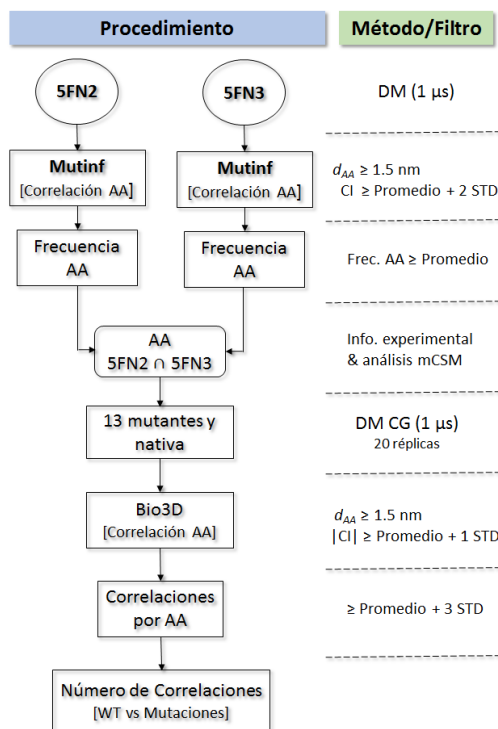 Procedimiento
Método/Filtro
5FN2
5FN3
DM (1 µs)
Mutinf
[Correlación AA]
Mutinf
[Correlación AA]
dAA ≥ 1.5 nm
CI ≥ Promedio + 2 STD
Frecuencia
AA
Frecuencia
AA
Frec. AA ≥ Promedio
AA
5FN2 ∩ 5FN3
Info. experimental
& análisis mCSM
13 mutantes y
nativa
DM CG (1 µs)
20 réplicas
Bio3D
[Correlación AA]
dAA ≥ 1.5 nm
|CI| ≥ Promedio + 1 STD
Correlaciones
por AA
≥ Promedio + 3 STD
Número de Correlaciones
[WT vs Mutaciones]